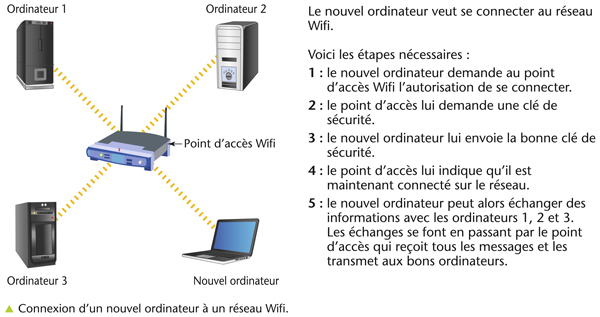 Ordinateur 1
Ordinateur 2
Point d'accès Wifi
Ordinateur 3
Nouvel ordinateur
▲ Connexion d'un nouvel ordinateur à un réseau Wifi.
Le nouvel ordinateur veut se connecter au réseau
Wifi.
Voici les étapes nécessaires :
1 : le nouvel ordinateur demande au point
d'accès Wifi l'autorisation de se connecter.
2 : le point d'accès lui demande une clé de
sécurité.
3 : le nouvel ordinateur lui envoie la bonne clé de
sécurité.
4 : le point d'accès lui indique qu'il est
maintenant connecté sur le réseau.
5 : le nouvel ordinateur peut alors échanger des
informations avec les ordinateurs 1, 2 et 3.
Les échanges se font en passant par le point
d'accès qui reçoit tous les messages et les
transmet aux bons ordinateurs.